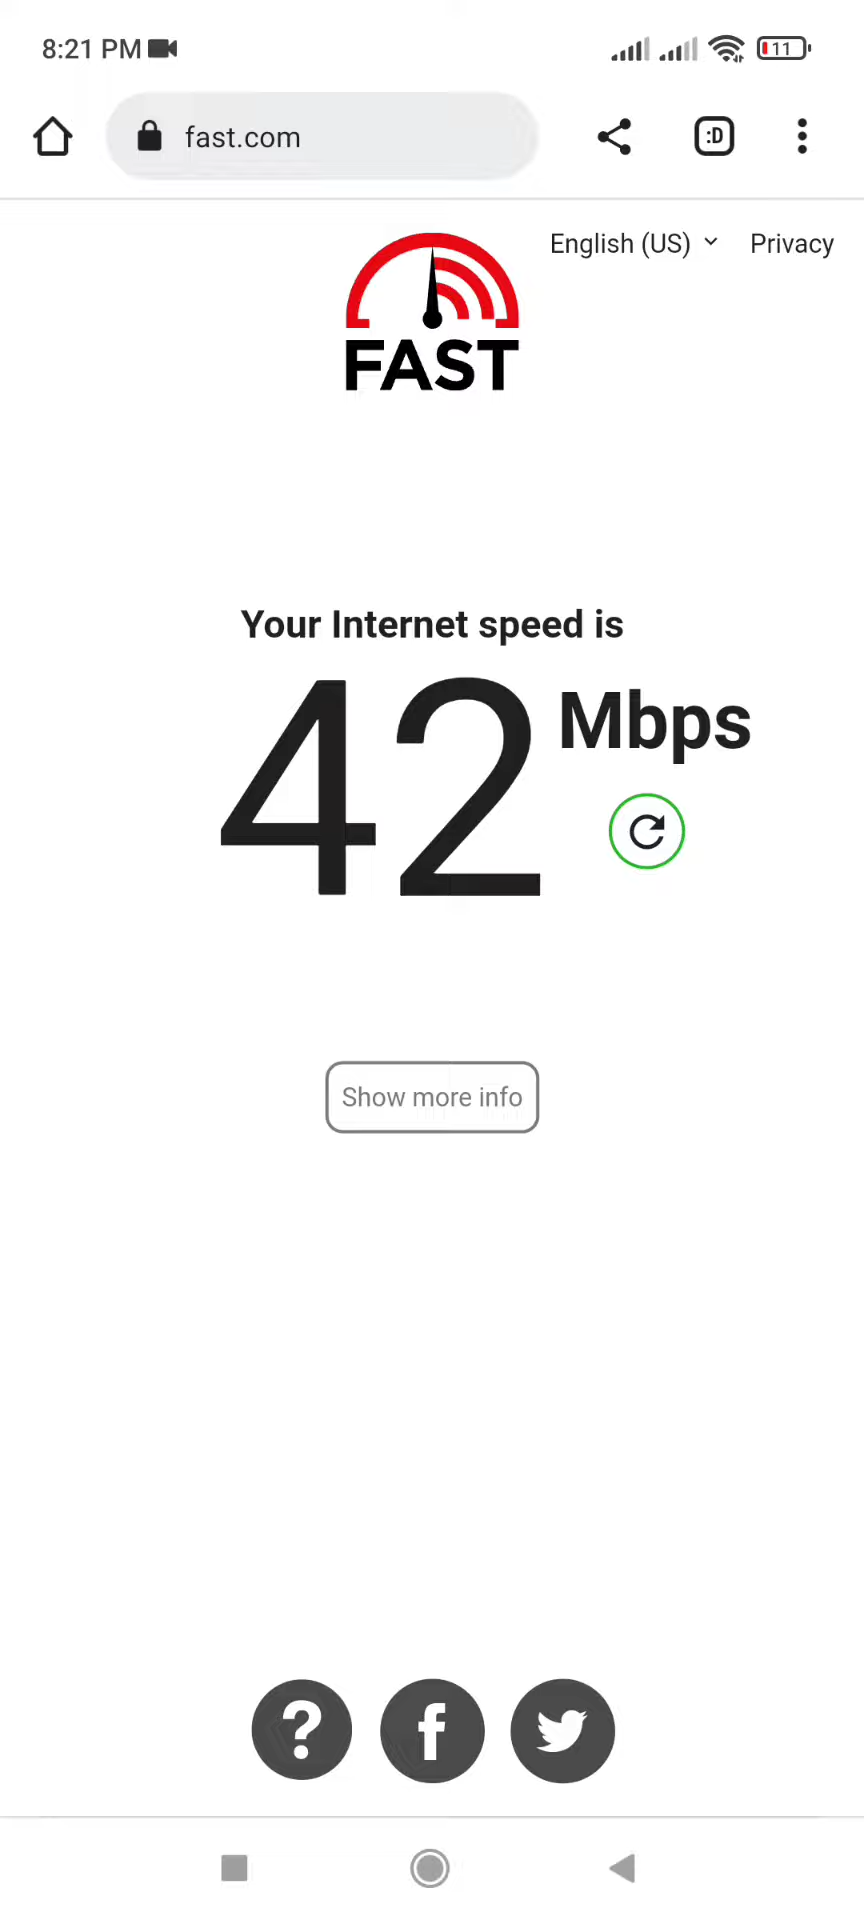 8:21 PM
11
fast.com
:D
English (US)
Privacy
FAST
Your Internet speed is
42 Mbps
Show more info